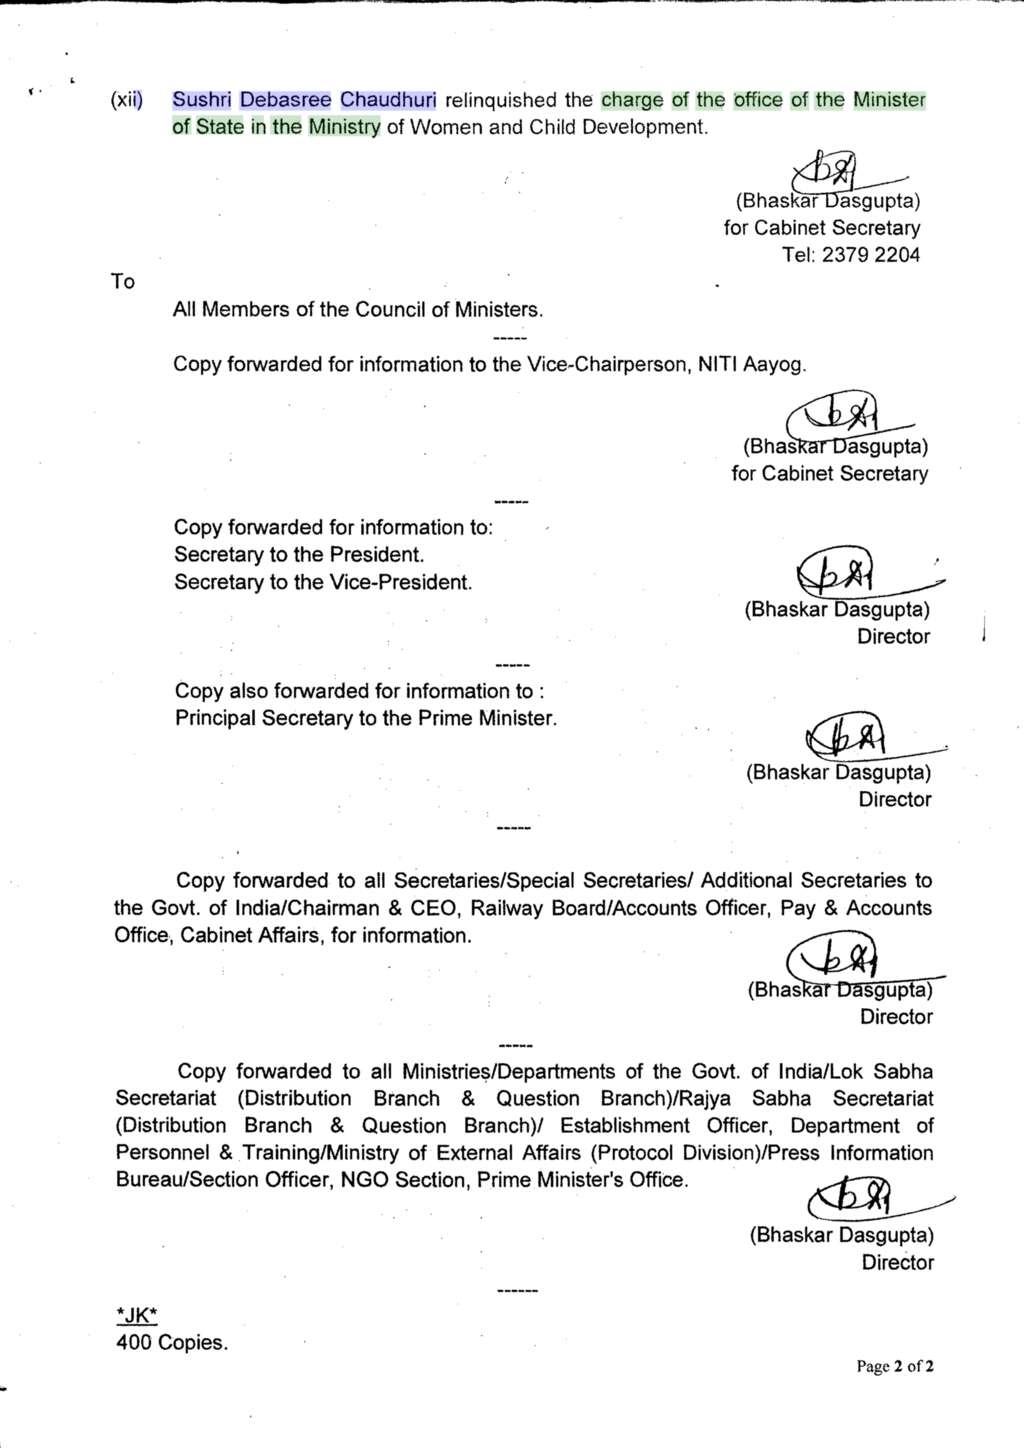 (xii) Sushri Debasree Chaudhuri relinquished the charge of the office of the Minister
of State in the Ministry of Women and Child Development.
(Bhaskar Dasgupta)
for Cabinet Secretary
Tel: 2379 2204
To
All Members of the Council of Ministers.
-----
Copy forwarded for information to the Vice-Chairperson, NITI Aayog.
(Bhaskar Dasgupta)
for Cabinet Secretary
-----
Copy forwarded for information to:
Secretary to the President.
Secretary to the Vice-President.
(Bhaskar Dasgupta)
Director
-----
Copy also forwarded for information to :
Principal Secretary to the Prime Minister.
(Bhaskar Dasgupta)
Director
-----
Copy forwarded to all Secretaries/Special Secretaries/ Additional Secretaries to
the Govt. of India/Chairman & CEO, Railway Board/Accounts Officer, Pay & Accounts
Office, Cabinet Affairs, for information.
(Bhaskar Dasgupta)
Director
-----
Copy forwarded to all Ministries/Departments of the Govt. of India/Lok Sabha
Secretariat (Distribution Branch & Question Branch)/Rajya Sabha Secretariat
(Distribution Branch & Question Branch)/ Establishment Officer, Department of
Personnel & Training/Ministry of External Affairs (Protocol Division)/Press Information
Bureau/Section Officer, NGO Section, Prime Minister's Office.
(Bhaskar Dasgupta)
Director
------
*JK*
400 Copies.
Page 2 of 2